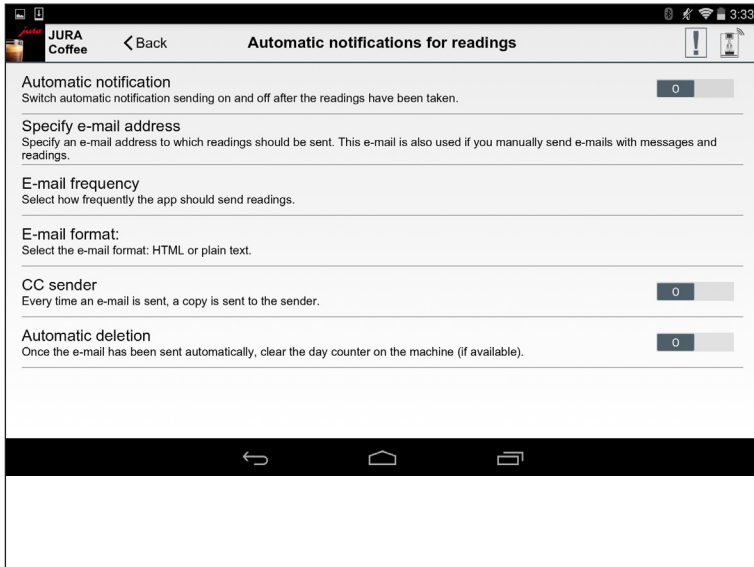 3:33
jura
JURA
Coffee
Back
Automatic notifications for readings
Automatic notification
Switch automatic notification sending on and off after the readings have been taken.
0
Specify e-mail address
Specify an e-mail address to which readings should be sent. This e-mail is also used if you manually send e-mails with messages and
readings.
E-mail frequency
Select how frequently the app should send readings.
E-mail format:
Select the e-mail format: HTML or plain text.
CC sender
Every time an e-mail is sent, a copy is sent to the sender.
0
Automatic deletion
Once the e-mail has been sent automatically, clear the day counter on the machine (if available).
0